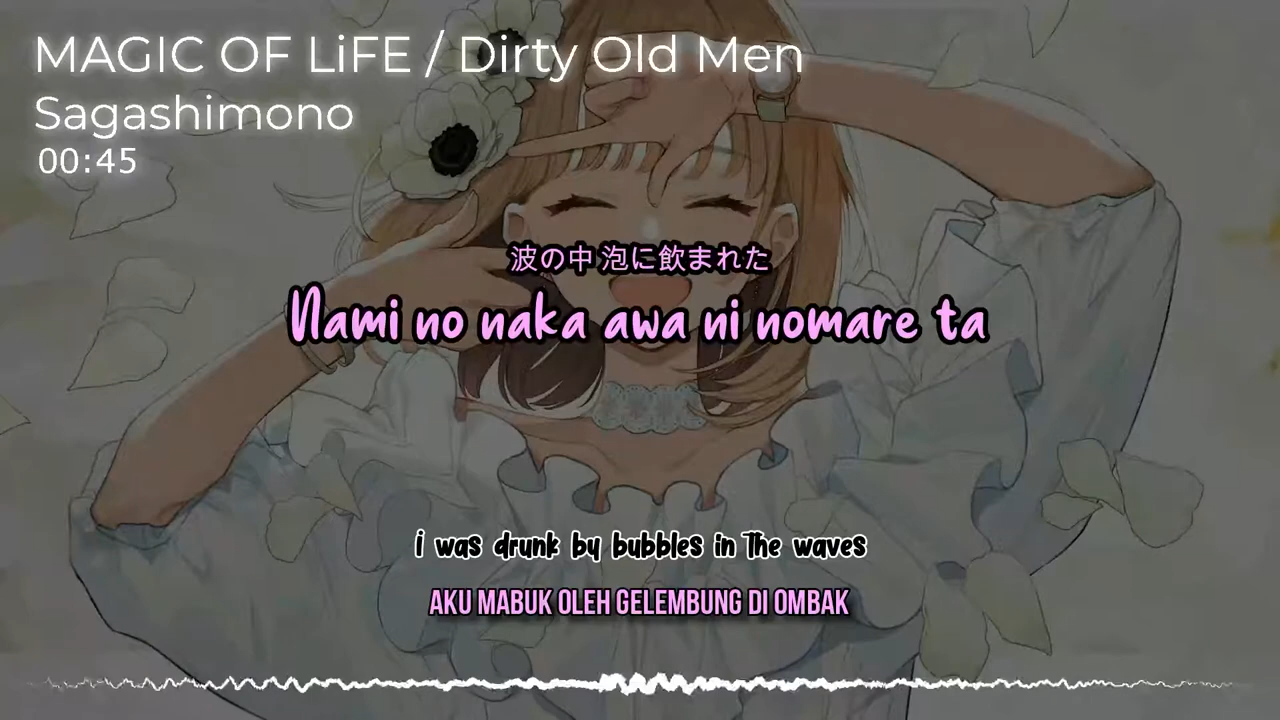 MAGIC OF LiFE / Dirty Old Men
Sagashimono
00:45
波の中 泡に飲まれた
Nami no naka awa ni nomare ta
i was drunk by bubbles in the waves
AKU MABUK OLEH GELEMBUNG DI OMBAK